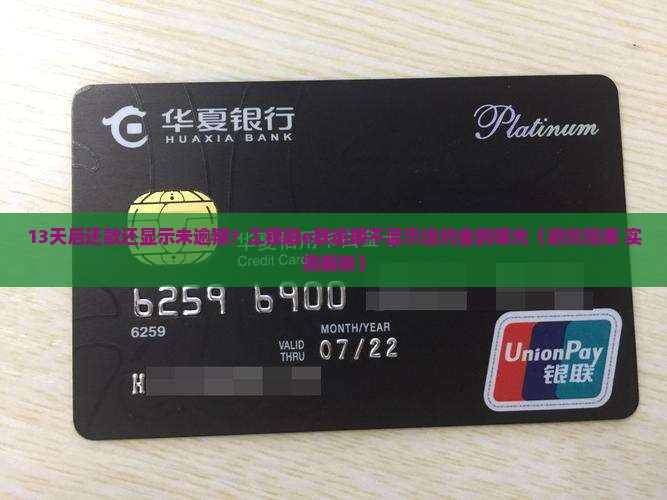 华夏银行
HUAXIA BANK
Platinum
13天后还款还显示未逾期？工银融e联逾期不显示违约金的曝光（避坑指南 实
测解析）
Credit Card
6259 6900
6259
MONTH/YEAR
VALID
THRU
07/22
H
UnionPay
银联